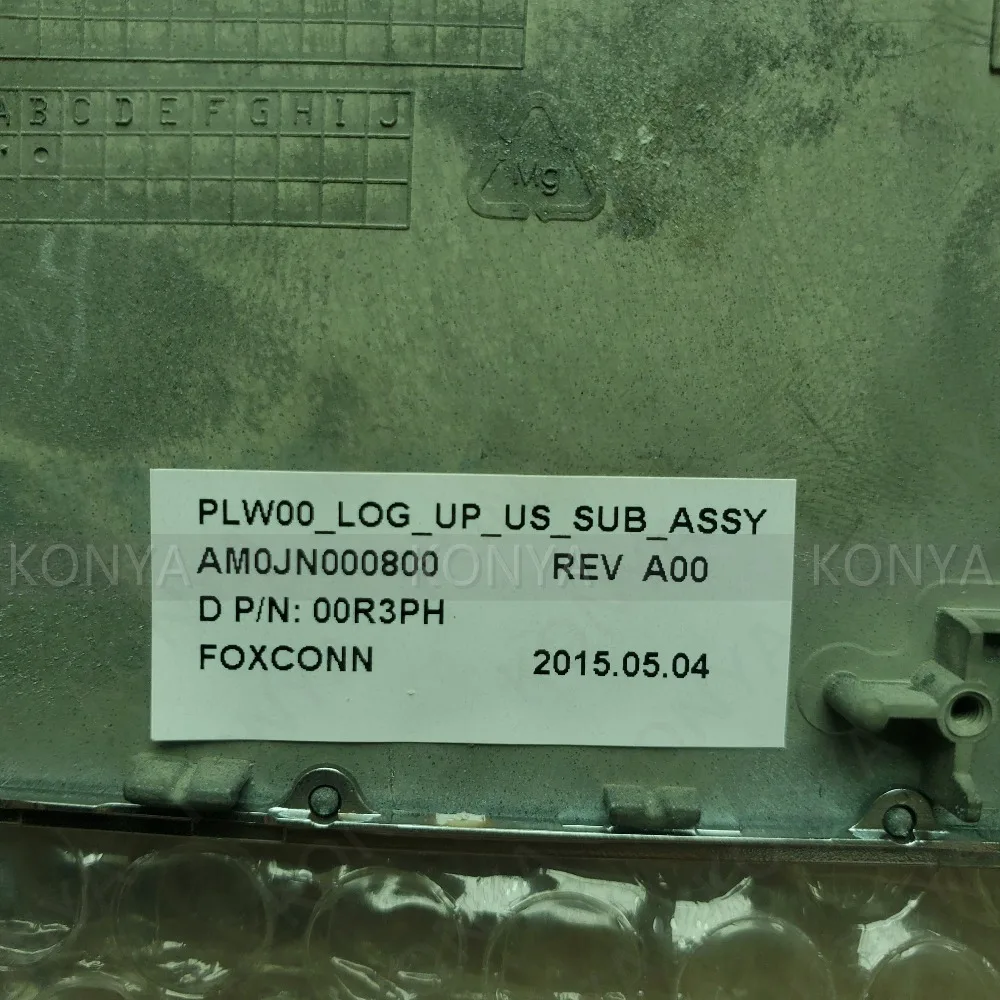 A B C D E F G H I J
Mg
PLW00_LOG_UP_US_SUB_ASSY
AM0JN000800 REV A00
D P/N: 00R3PH
FOXCONN 2015.05.04
KONYA KONYA KONYA